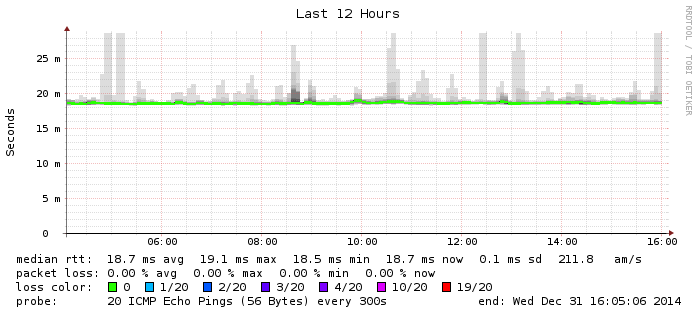 Last 12 Hours
RRDTOOL / TOBI OETIKER
Seconds
25 m
20 m
15 m
10 m
5 m
0
06:00 08:00 10:00 12:00 14:00 16:00
median rtt: 18.7 ms avg 19.1 ms max 18.5 ms min 18.7 ms now 0.1 ms sd 211.8 am/s
packet loss: 0.00 % avg 0.00 % max 0.00 % min 0.00 % now
loss color: 0 1/20 2/20 3/20 4/20 10/20 19/20
probe: 20 ICMP Echo Pings (56 Bytes) every 300s end: Wed Dec 31 16:05:06 2014